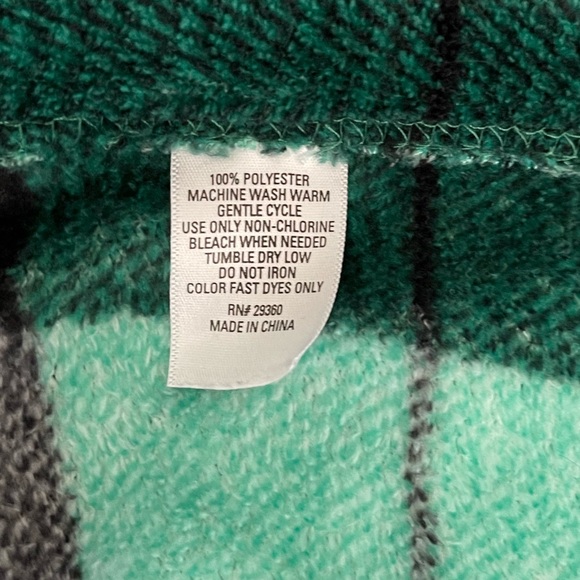 100% POLYESTER
MACHINE WASH WARM
GENTLE CYCLE
USE ONLY NON-CHLORINE
BLEACH WHEN NEEDED
TUMBLE DRY LOW
DO NOT IRON
COLOR FAST DYES ONLY
RN# 29360
MADE IN CHINA